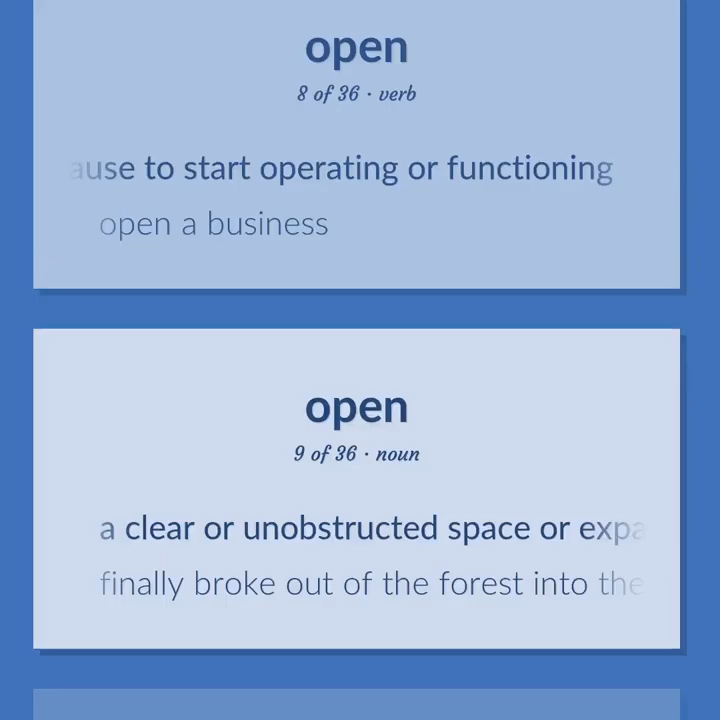 open
8 of 36 · verb
ause to start operating or functioning
open a business
open
9 of 36 · noun
a clear or unobstructed space or expa
finally broke out of the forest into the